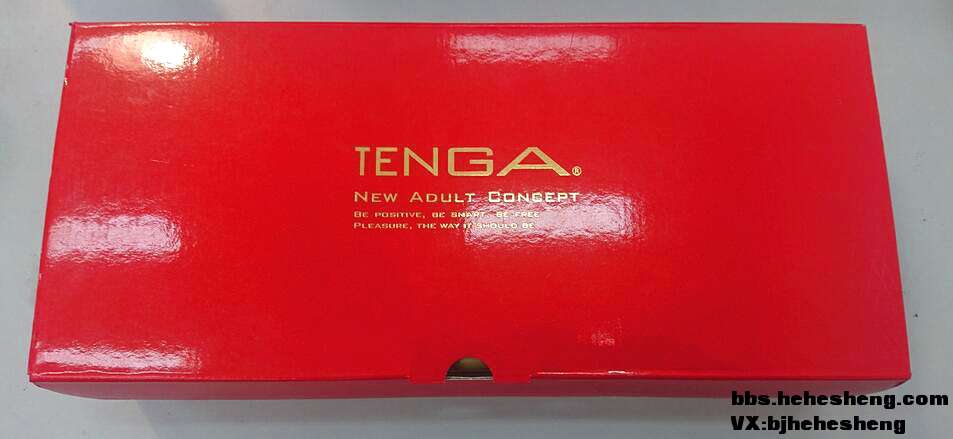 TENGA®
NEW ADULT CONCEPT
BE POSITIVE, BE SMART, BE FREE
PLEASURE, THE WAY IT SHOULD BE
bbs.hehesheng.com
VX:bjhehesheng